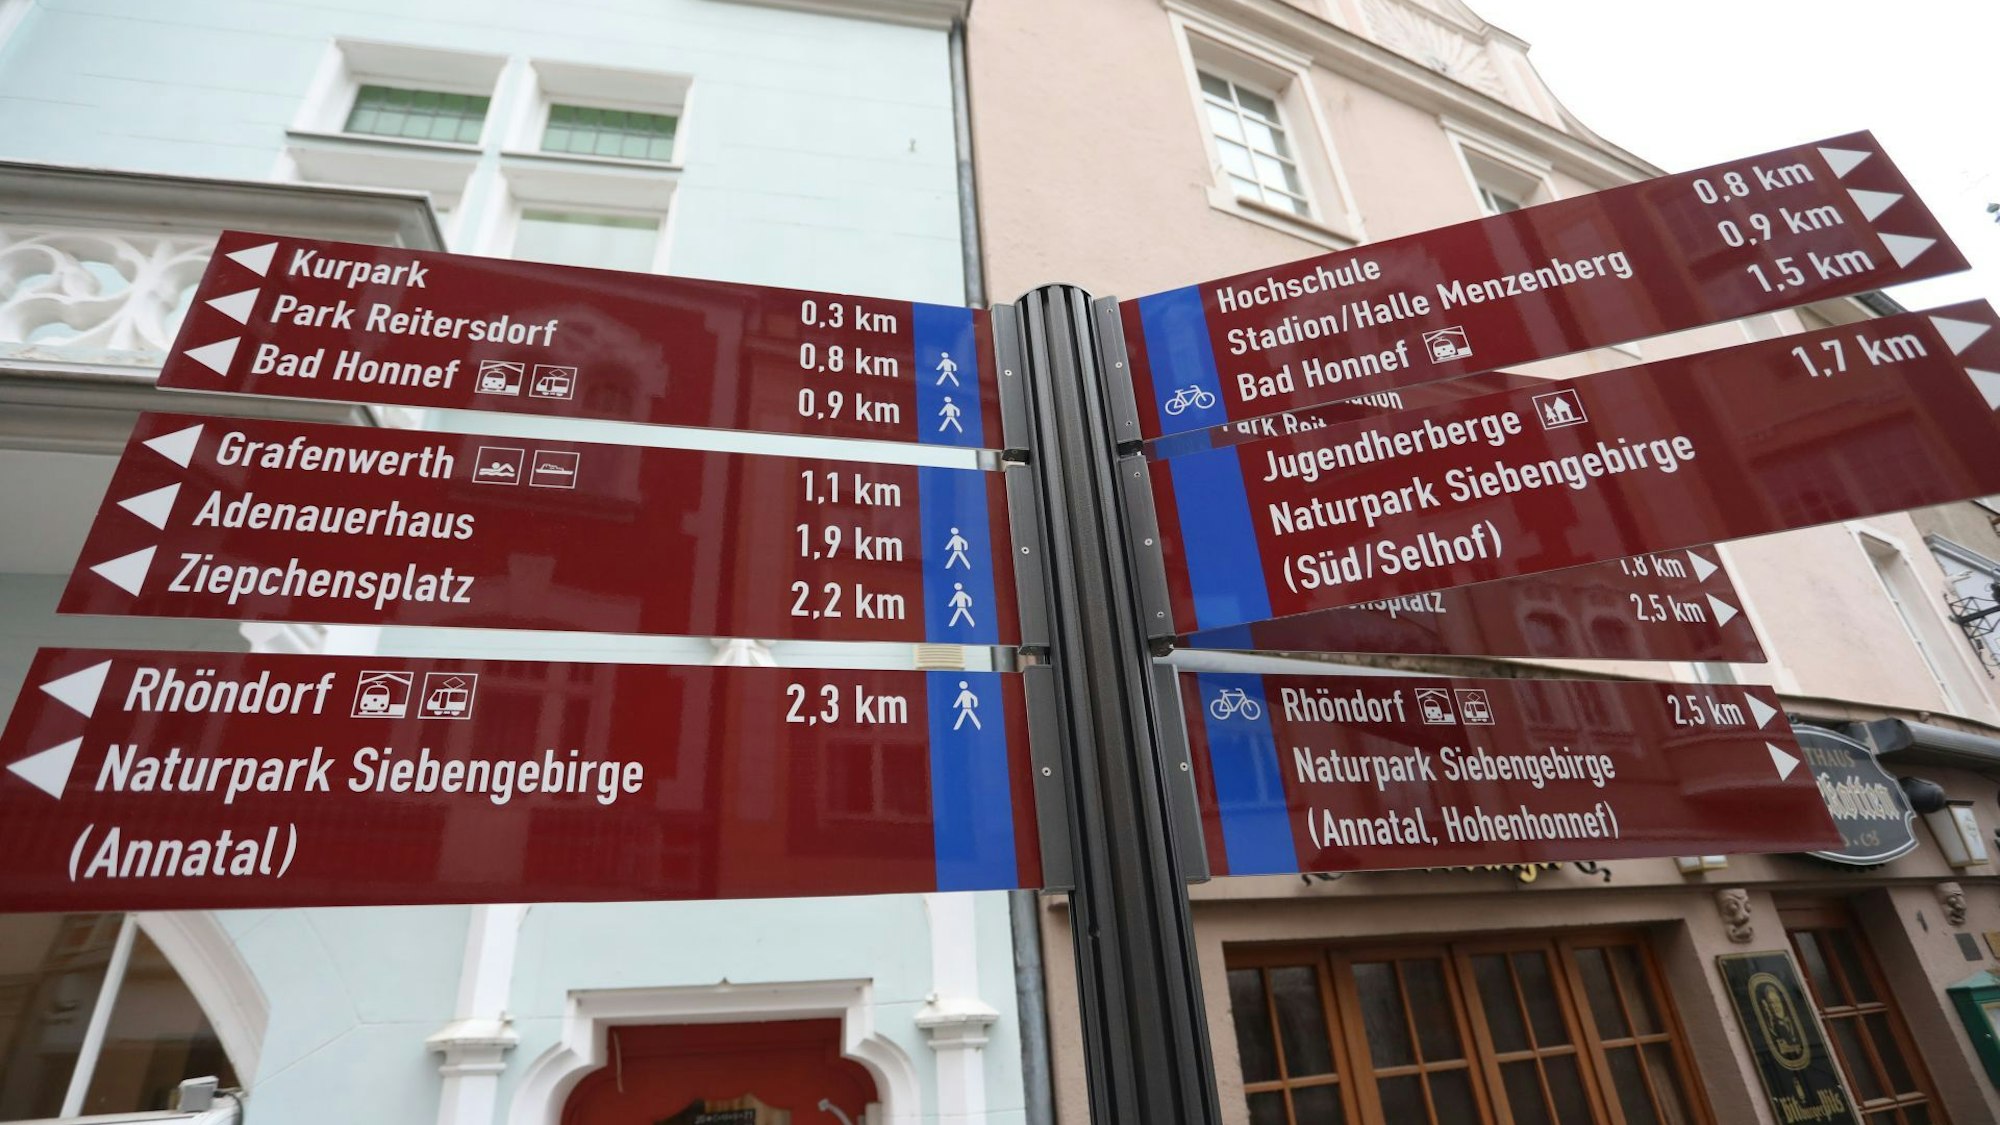 Kurpark 0,3 km
Park Reitersdorf 0,8 km
Bad Honnef 0,9 km
Grafenwerth 1,1 km
Adenauerhaus 1,9 km
Ziepchensplatz 2,2 km
Rhöndorf 2,3 km
Naturpark Siebengebirge
(Annatal)
Hochschule 0,8 km
Stadion/Halle Menzenberg 0,9 km
Bad Honnef 1,5 km
Jugendherberge 1,7 km
Naturpark Siebengebirge
(Süd/Selhof)
1,8 km
2,5 km
Rhöndorf 2,5 km
Naturpark Siebengebirge
(Annatal, Hohenhonnef)